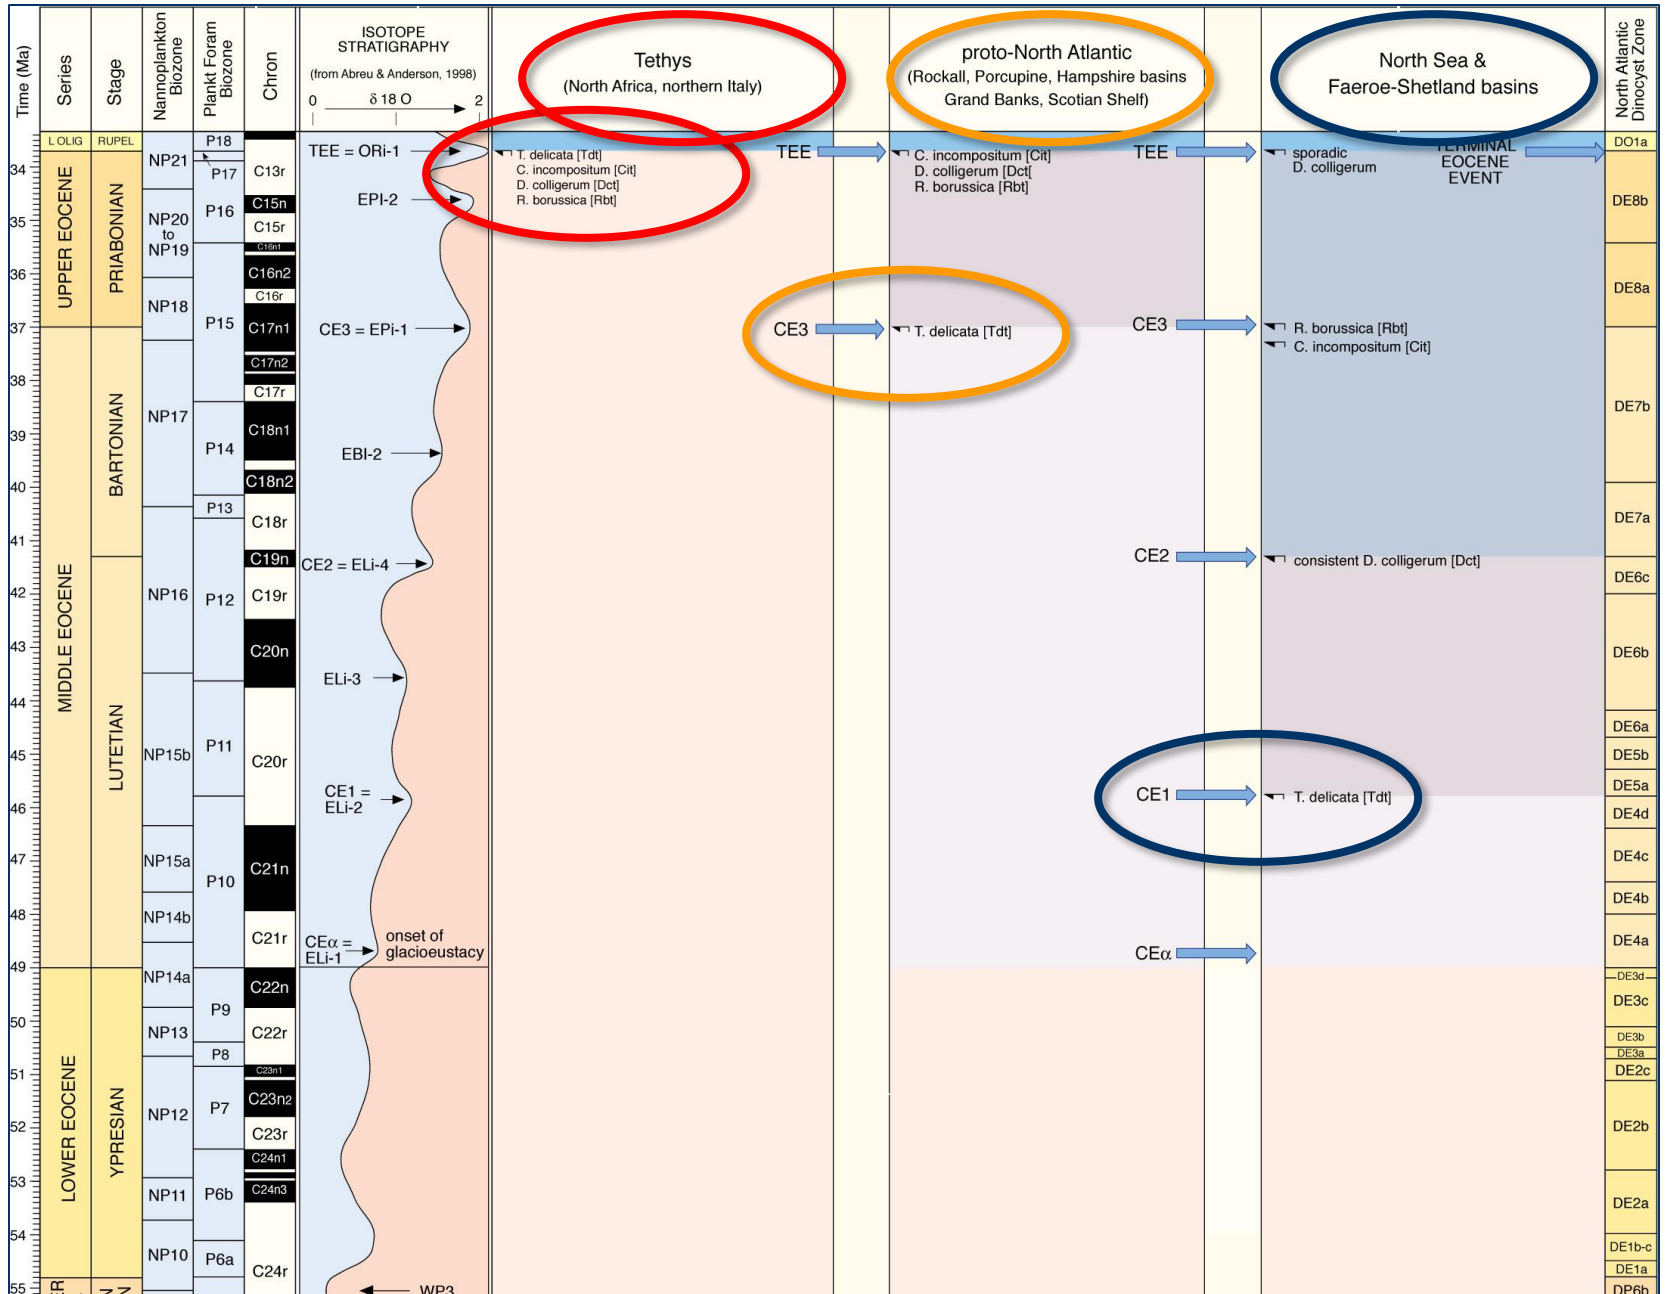 Time (Ma)
Series
Stage
Nannoplankton
Biozone
Plankt Foram
Biozone
Chron
ISOTOPE
STRATIGRAPHY
(from Abreu & Anderson, 1998)
0 δ 18 O 2
Tethys
(North Africa, northern Italy)
proto-North Atlantic
(Rockall, Porcupine, Hampshire basins
Grand Banks, Scotian Shelf)
North Sea &
Faeroe-Shetland basins
North Atlantic
Dinocyst Zone
34
35
36
37
38
39
40
41
42
43
44
45
46
47
48
49
50
51
52
53
54
55
L OLIG
UPPER EOCENE
MIDDLE EOCENE
LOWER EOCENE
ER
RUPEL
PRIABONIAN
BARTONIAN
LUTETIAN
YPRESIAN
NP21
NP20
to
NP19
NP18
NP17
NP16
NP15b
NP15a
NP14b
NP14a
NP13
NP12
NP11
NP10
P18
P17
P16
P15
P14
P13
P12
P11
P10
P9
P8
P7
P6b
P6a
C13r
C15n
C15r
C16n1
C16n2
C16r
C17n1
C17n2
C17r
C18n1
C18n2
C18r
C19n
C19r
C20n
C20r
C21n
C21r
C22n
C22r
C23n1
C23n2
C23r
C24n1
C24n3
C24r
TEE = ORi-1
EPI-2
CE3 = EPi-1
EBI-2
CE2 = ELi-4
ELi-3
CE1 =
ELi-2
CEα =
ELi-1
onset of
glacioeustacy
WP3
T. delicata [Tdt]
C. incompositum [Cit]
D. colligerum [Dct]
R. borussica [Rbt]
TEE
CE3
C. incompositum [Cit]
D. colligerum [Dct[
R. borussica [Rbt]
T. delicata [Tdt]
TEE
CE3
CE2
CE1
CEα
sporadic
D. colligerum
TERMINAL
EOCENE
EVENT
R. borussica [Rbt]
C. incompositum [Cit]
consistent D. colligerum [Dct]
T. delicata [Tdt]
DO1a
DE8b
DE8a
DE7b
DE7a
DE6c
DE6b
DE6a
DE5b
DE5a
DE4d
DE4c
DE4b
DE4a
DE3d
DE3c
DE3b
DE3a
DE2c
DE2b
DE2a
DE1b-c
DE1a
DP6b